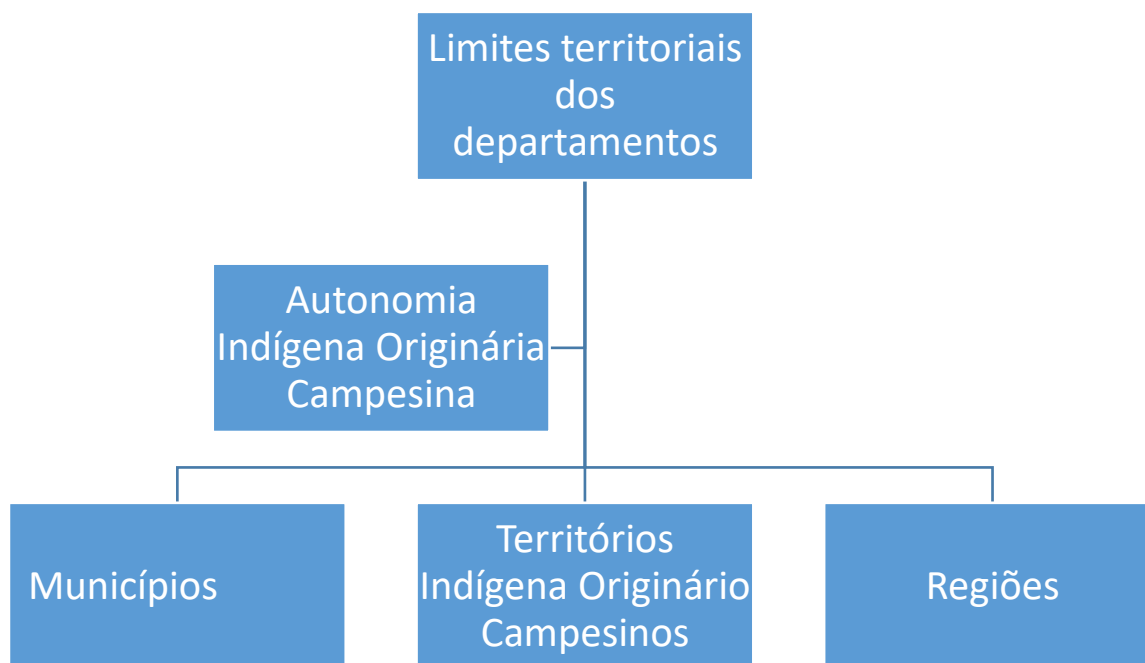 Limites territoriais
dos
departamentos
Autonomia
Indígena Originária
Campesina
Municípios
Territórios
Indígena Originário
Campesinos
Regiões